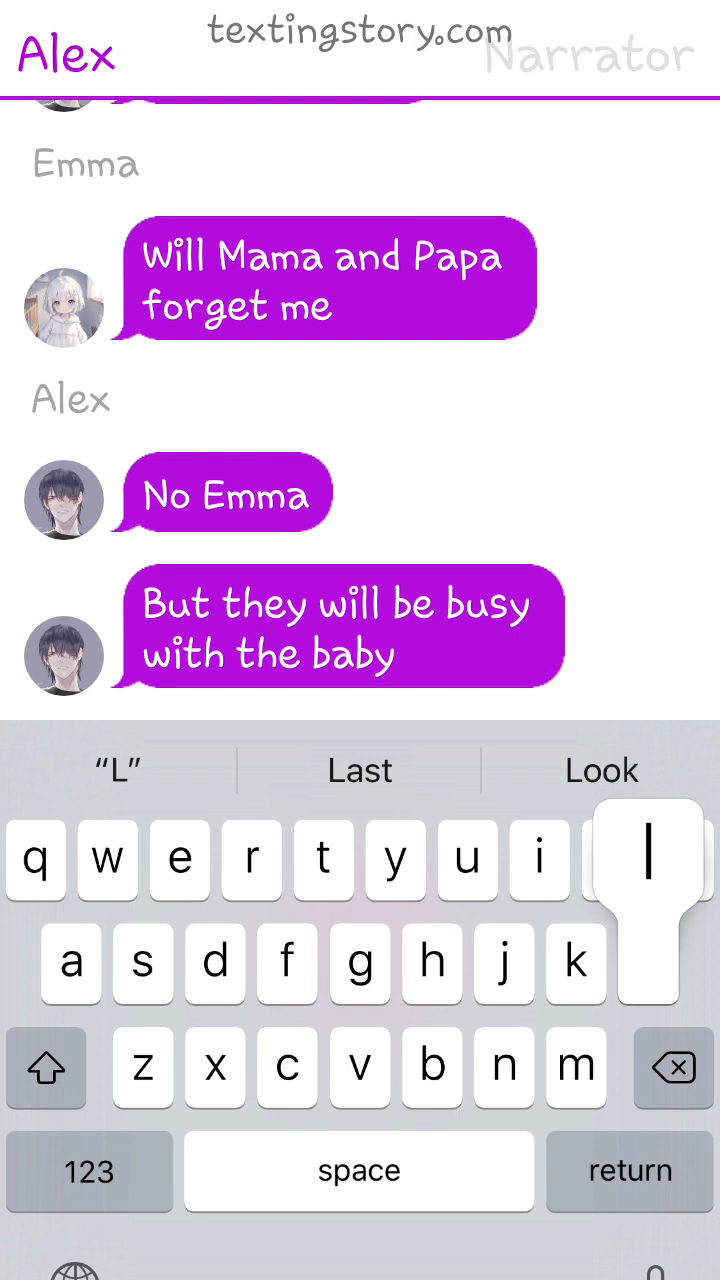 textingstory.com
Alex
Narrator
Emma
Will Mama and Papa
forget me
Alex
No Emma
But they will be busy
with the baby
“L” Last Look
q w e r t y u i l
a s d f g h j k
z x c v b n m
123 space return